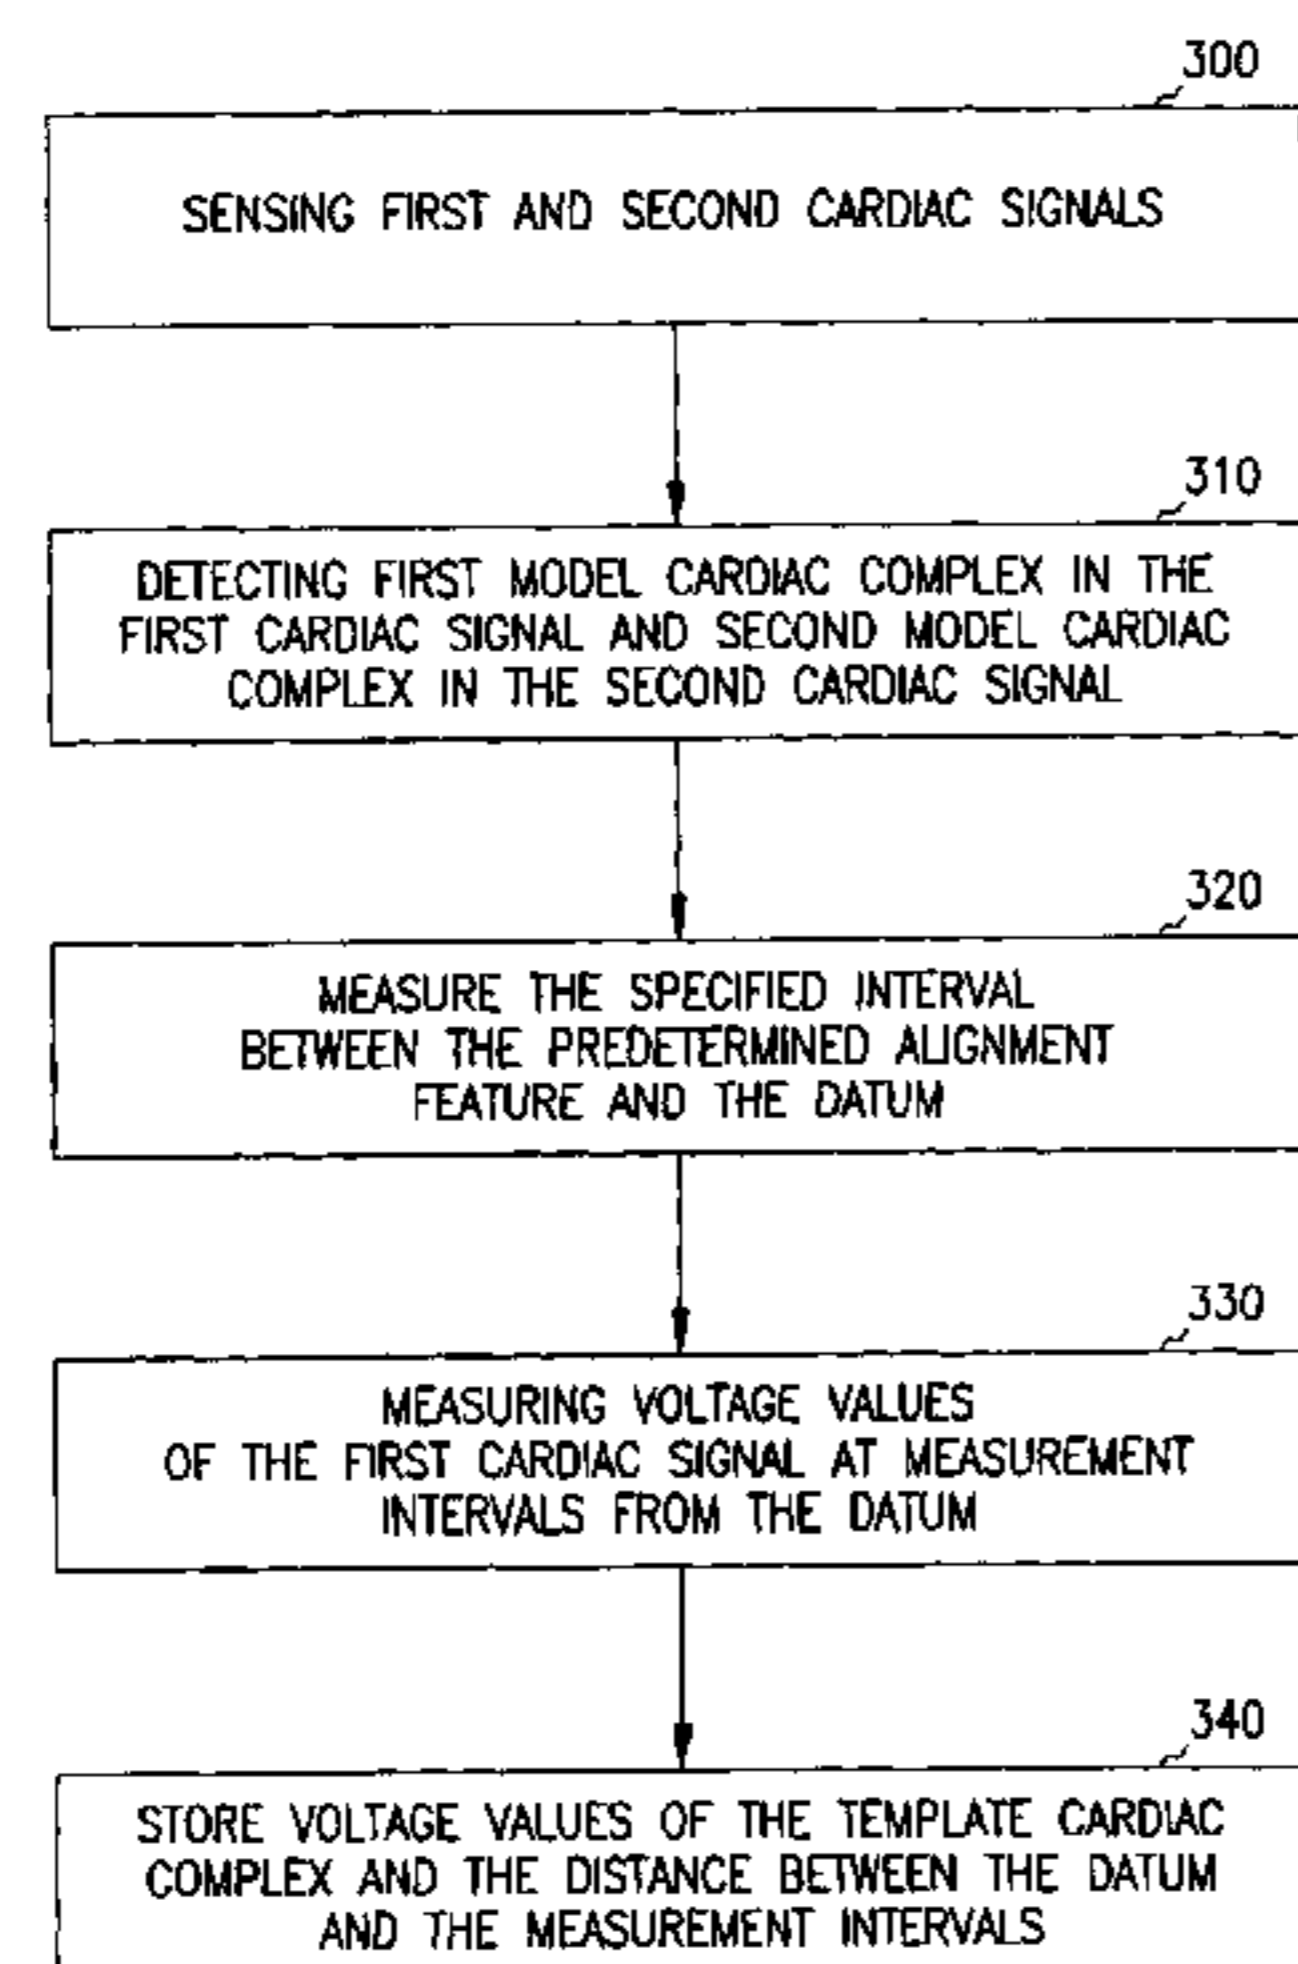 300
SENSING FIRST AND SECOND CARDIAC SIGNALS
310
DETECTING FIRST MODEL CARDIAC COMPLEX IN THE
FIRST CARDIAC SIGNAL AND SECOND MODEL CARDIAC
COMPLEX IN THE SECOND CARDIAC SIGNAL
320
MEASURE THE SPECIFIED INTERVAL
BETWEEN THE PREDETERMINED ALIGNMENT
FEATURE AND THE DATUM
330
MEASURING VOLTAGE VALUES
OF THE FIRST CARDIAC SIGNAL AT MEASUREMENT
INTERVALS FROM THE DATUM
340
STORE VOLTAGE VALUES OF THE TEMPLATE CARDIAC
COMPLEX AND THE DISTANCE BETWEEN THE DATUM
AND THE MEASUREMENT INTERVALS